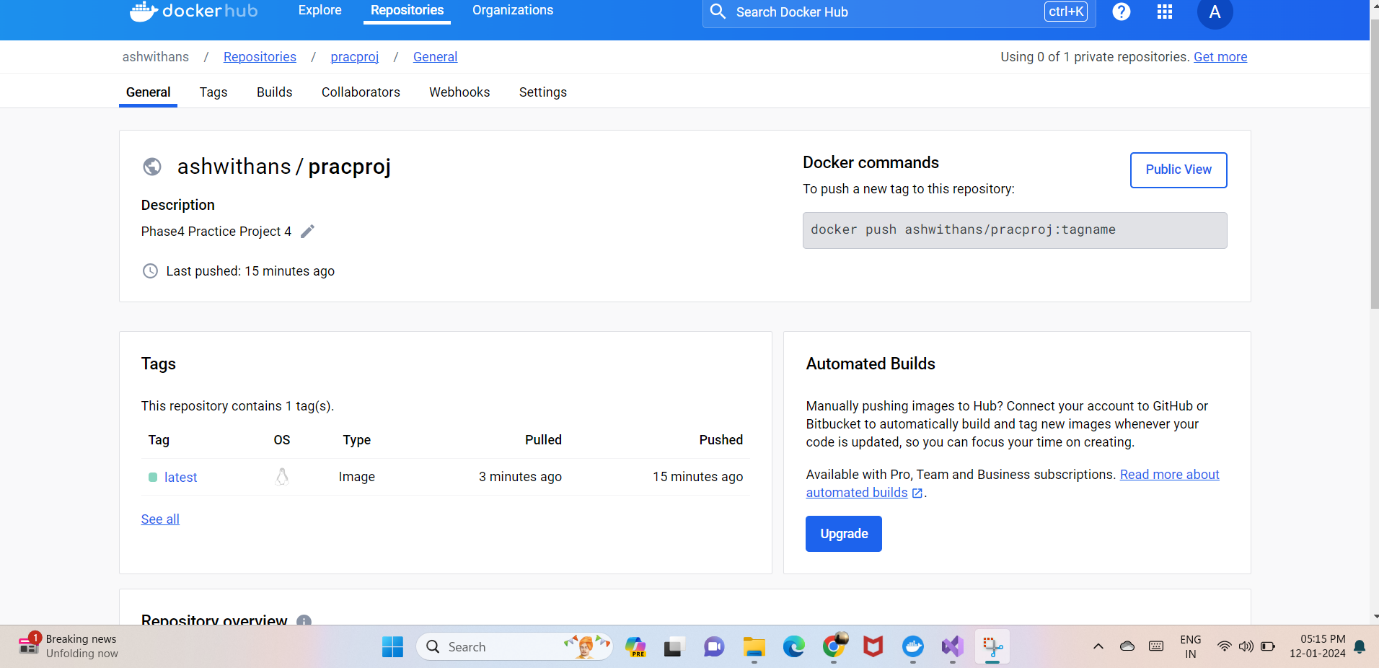 docker hub Explore Repositories Organizations Search Docker Hub ctrl+K ? A
ashwithans / Repositories / pracproj / General Using 0 of 1 private repositories. Get more
General Tags Builds Collaborators Webhooks Settings
ashwithans / pracproj
Description
Phase4 Practice Project 4
Last pushed: 15 minutes ago
Docker commands
Public View
To push a new tag to this repository:
docker push ashwithans/pracproj:tagname
Tags
This repository contains 1 tag(s).
Tag OS Type Pulled Pushed
latest Image 3 minutes ago 15 minutes ago
See all
Automated Builds
Manually pushing images to Hub? Connect your account to GitHub or
Bitbucket to automatically build and tag new images whenever your
code is updated, so you can focus your time on creating.
Available with Pro, Team and Business subscriptions. Read more about
automated builds .
Upgrade
Repository overview i
1 Breaking news
Unfolding now
Search
PRE
ENG
IN
05:15 PM
12-01-2024